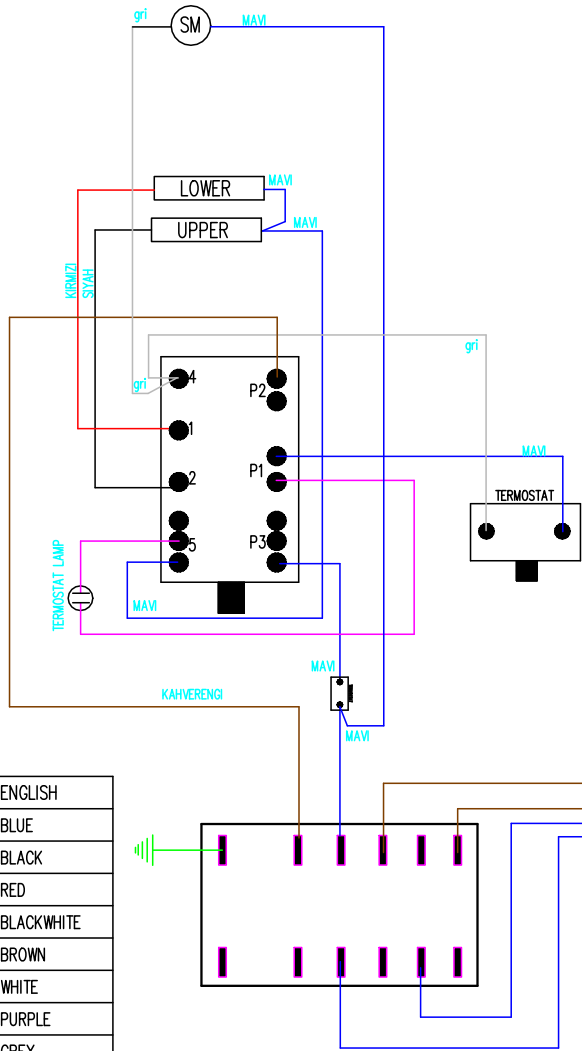 gri
SM
MAVI
LOWER
MAVI
UPPER
MAVI
KIRMIZI
SIYAH
gri
gri
4
P2
1
P1
MAVI
2
TERMOSTAT
5
P3
TERMOSTAT LAMP
MAVI
MAVI
KAHVERENGI
MAVI
ENGLISH
BLUE
BLACK
RED
BLACKWHITE
BROWN
WHITE
PURPLE
GREY